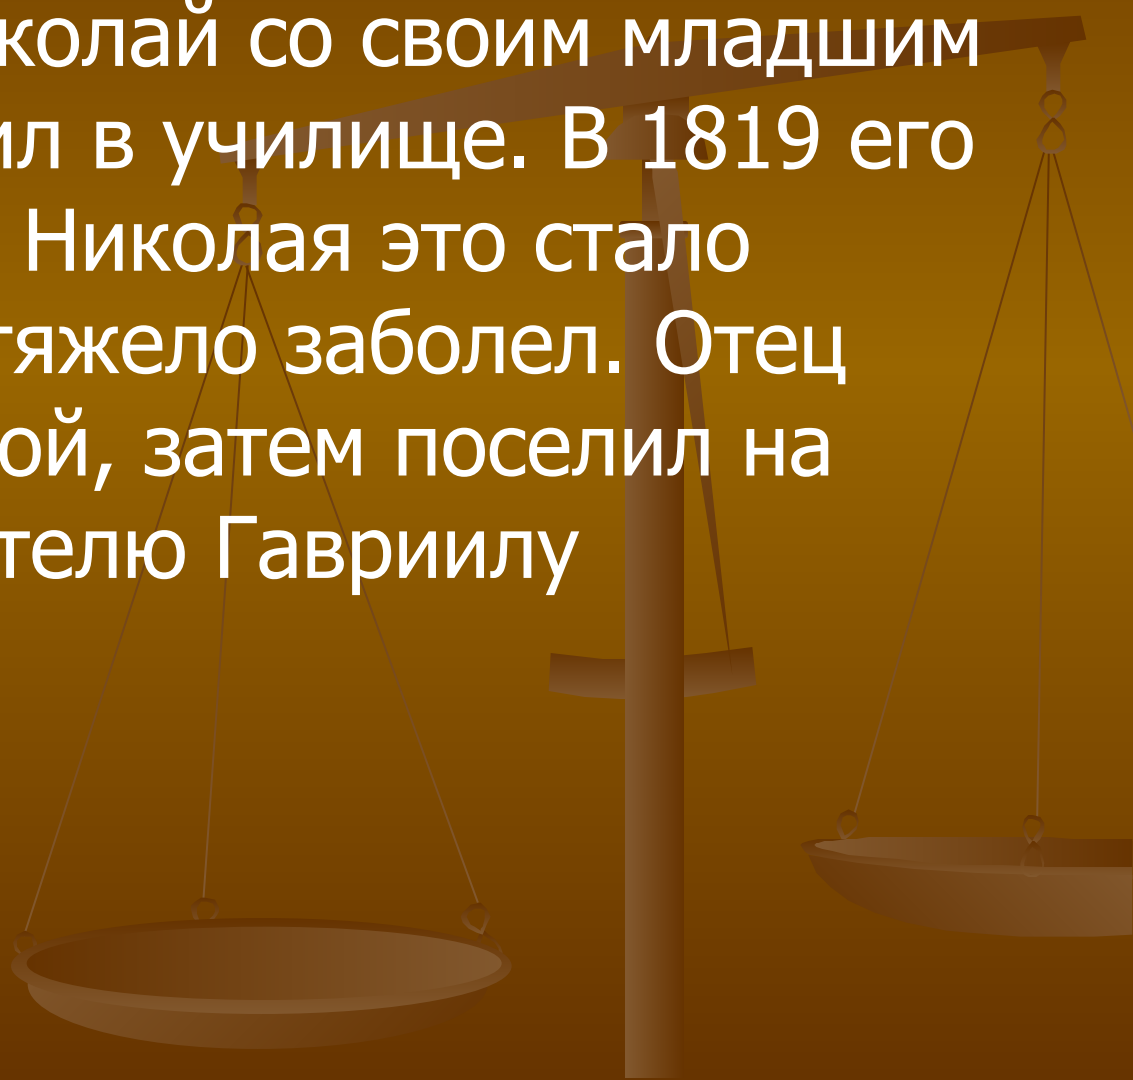 колай со своим младшим
ил в училище. В 1819 его
Николая это стало
тяжело заболел. Отец
ой, затем поселил на
телю Гавриилу